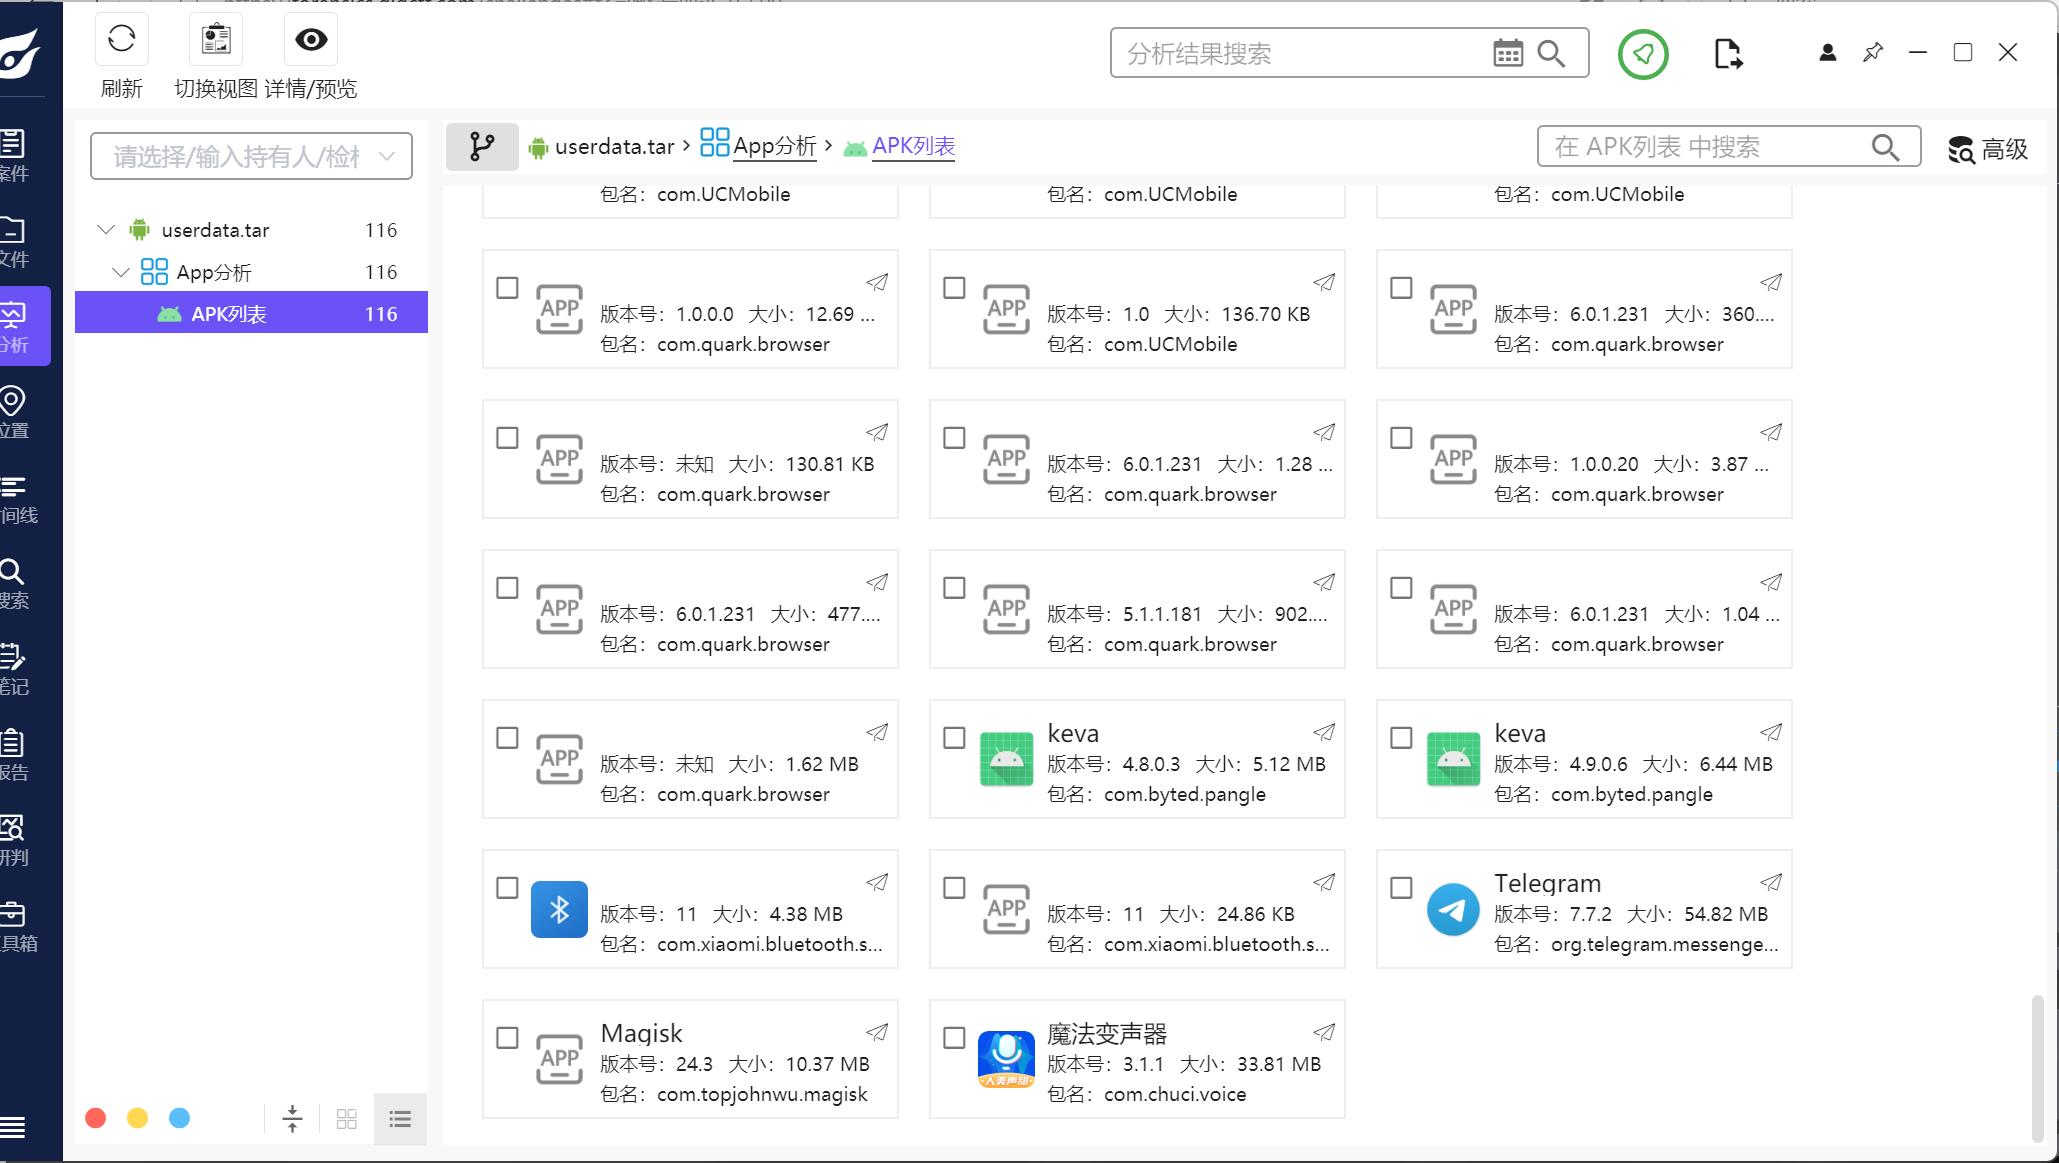 刷新
切换视图
详情/预览
分析结果搜索
案件
文件
分析
位置
时间线
搜索
笔记
报告
研判
工具箱
请选择/输入持有人/检材
userdata.tar 116
App分析 116
APK列表 116
userdata.tar
App分析
APK列表
在 APK列表 中搜索
高级
包名：com.UCMobile
包名：com.UCMobile
包名：com.UCMobile
APP
版本号：1.0.0.0 大小：12.69 ...
包名：com.quark.browser
APP
版本号：1.0 大小：136.70 KB
包名：com.UCMobile
APP
版本号：6.0.1.231 大小：360....
包名：com.quark.browser
APP
版本号：未知 大小：130.81 KB
包名：com.quark.browser
APP
版本号：6.0.1.231 大小：1.28 ...
包名：com.quark.browser
APP
版本号：1.0.0.20 大小：3.87 ...
包名：com.quark.browser
APP
版本号：6.0.1.231 大小：477....
包名：com.quark.browser
APP
版本号：5.1.1.181 大小：902....
包名：com.quark.browser
APP
版本号：6.0.1.231 大小：1.04 ...
包名：com.quark.browser
APP
版本号：未知 大小：1.62 MB
包名：com.quark.browser
keva
版本号：4.8.0.3 大小：5.12 MB
包名：com.byted.pangle
keva
版本号：4.9.0.6 大小：6.44 MB
包名：com.byted.pangle
版本号：11 大小：4.38 MB
包名：com.xiaomi.bluetooth.s...
APP
版本号：11 大小：24.86 KB
包名：com.xiaomi.bluetooth.s...
Telegram
版本号：7.7.2 大小：54.82 MB
包名：org.telegram.messenge...
APP
Magisk
版本号：24.3 大小：10.37 MB
包名：com.topjohnwu.magisk
人类声甜
魔法变声器
版本号：3.1.1 大小：33.81 MB
包名：com.chuci.voice